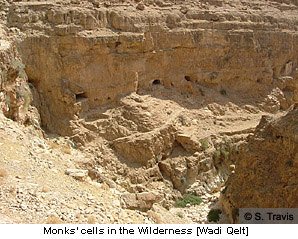 © S. Travis
Monks' cells in the Wilderness [Wadi Qelt]